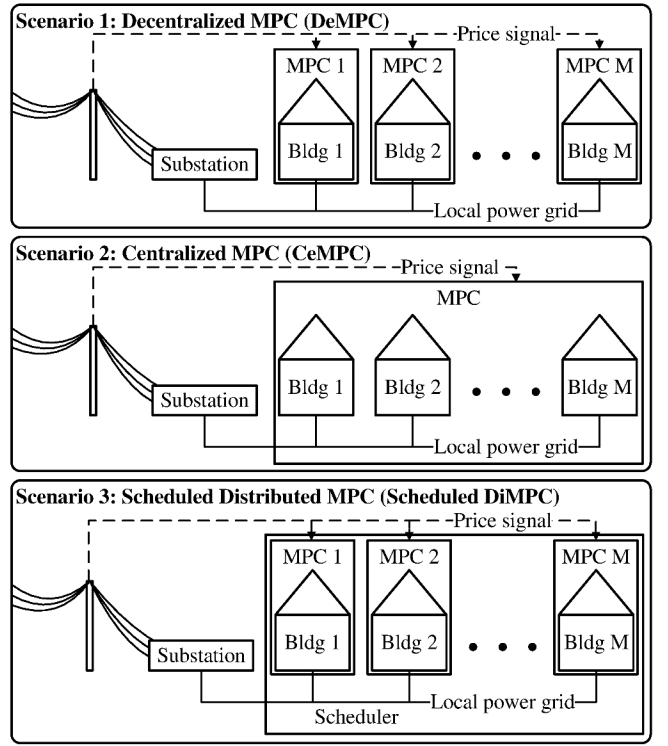 Scenario 1: Decentralized MPC (DeMPC)
Price signal
MPC 1 MPC 2 MPC M
Substation Bldg 1 Bldg 2 Bldg M
Local power grid
Scenario 2: Centralized MPC (CeMPC)
Price signal
MPC
Substation Bldg 1 Bldg 2 Bldg M
Local power grid
Scenario 3: Scheduled Distributed MPC (Scheduled DiMPC)
Price signal
MPC 1 MPC 2 MPC M
Substation Bldg 1 Bldg 2 Bldg M
Local power grid
Scheduler